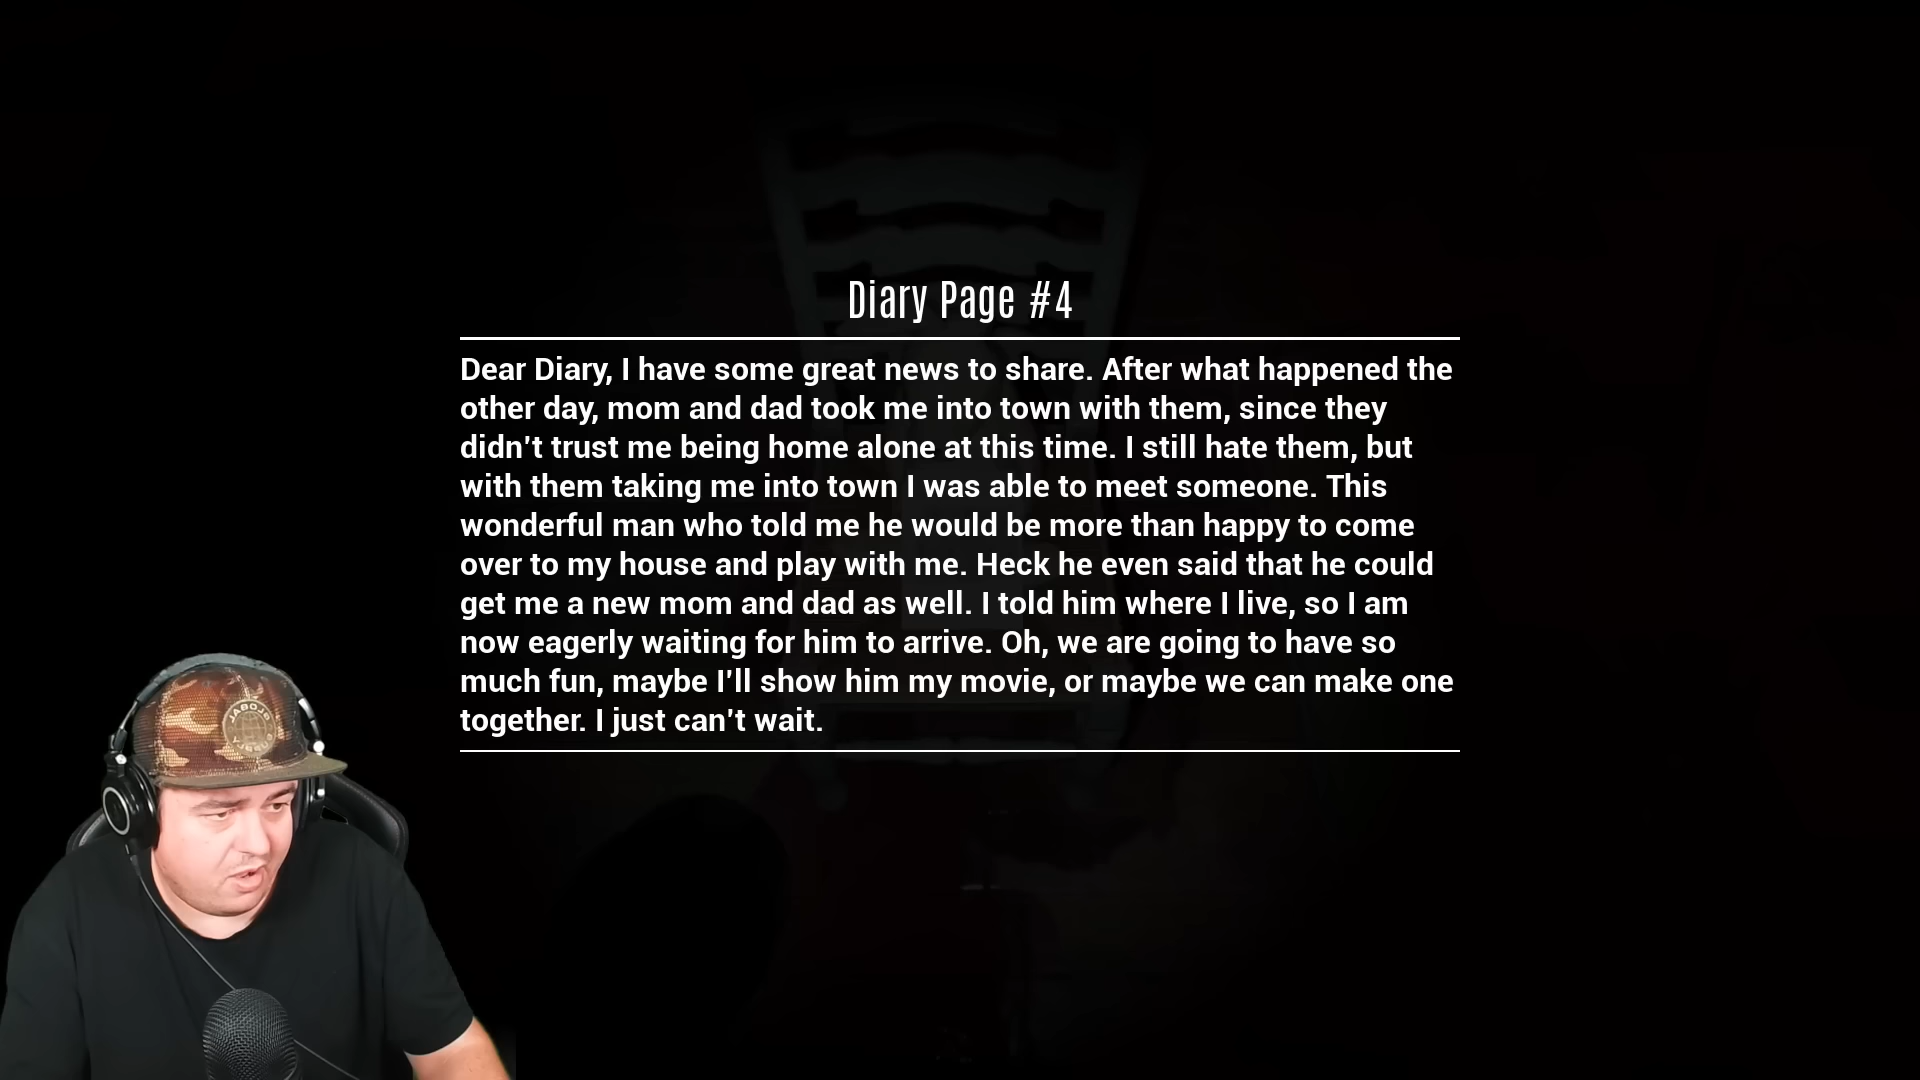 Diary Page #4
Dear Diary, I have some great news to share. After what happened the
other day, mom and dad took me into town with them, since they
didn't trust me being home alone at this time. I still hate them, but
with them taking me into town I was able to meet someone. This
wonderful man who told me he would be more than happy to come
over to my house and play with me. Heck he even said that he could
get me a new mom and dad as well. I told him where I live, so I am
now eagerly waiting for him to arrive. Oh, we are going to have so
much fun, maybe I'll show him my movie, or maybe we can make one
together. I just can't wait.